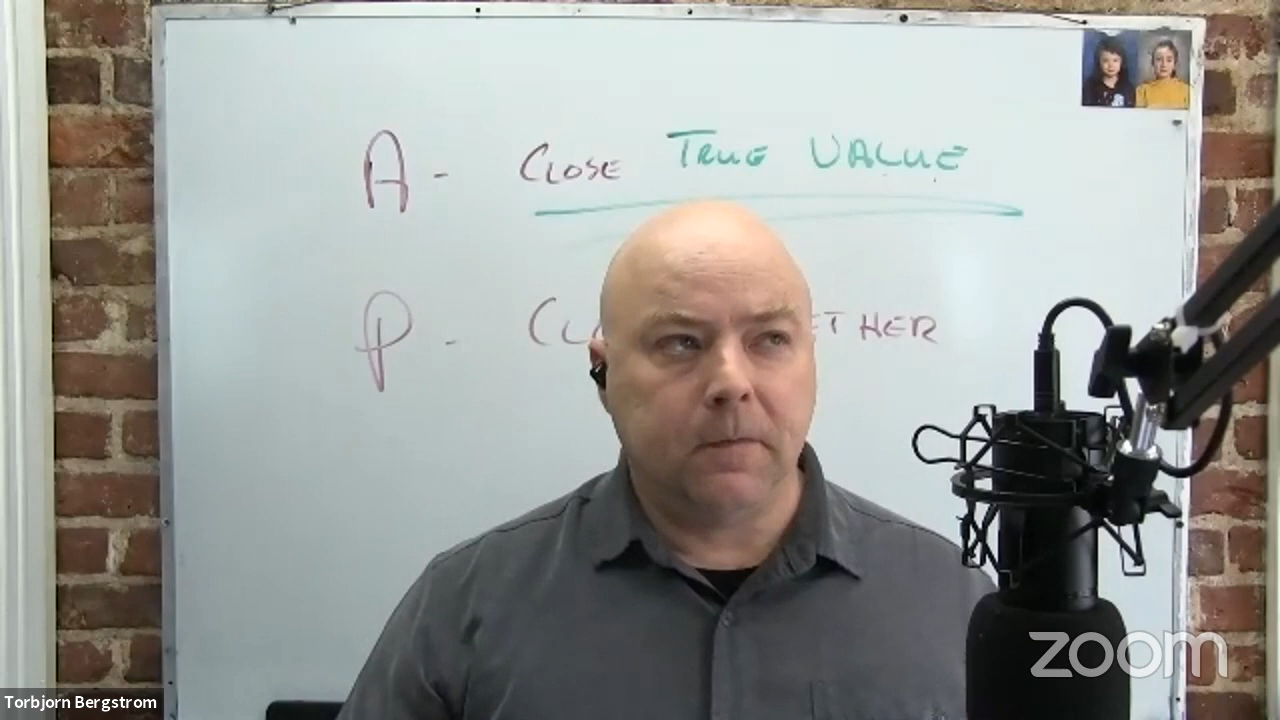 A - CLOSE TRUE VALUE
P - CL ETHER
zoom
Torbjorn Bergstrom